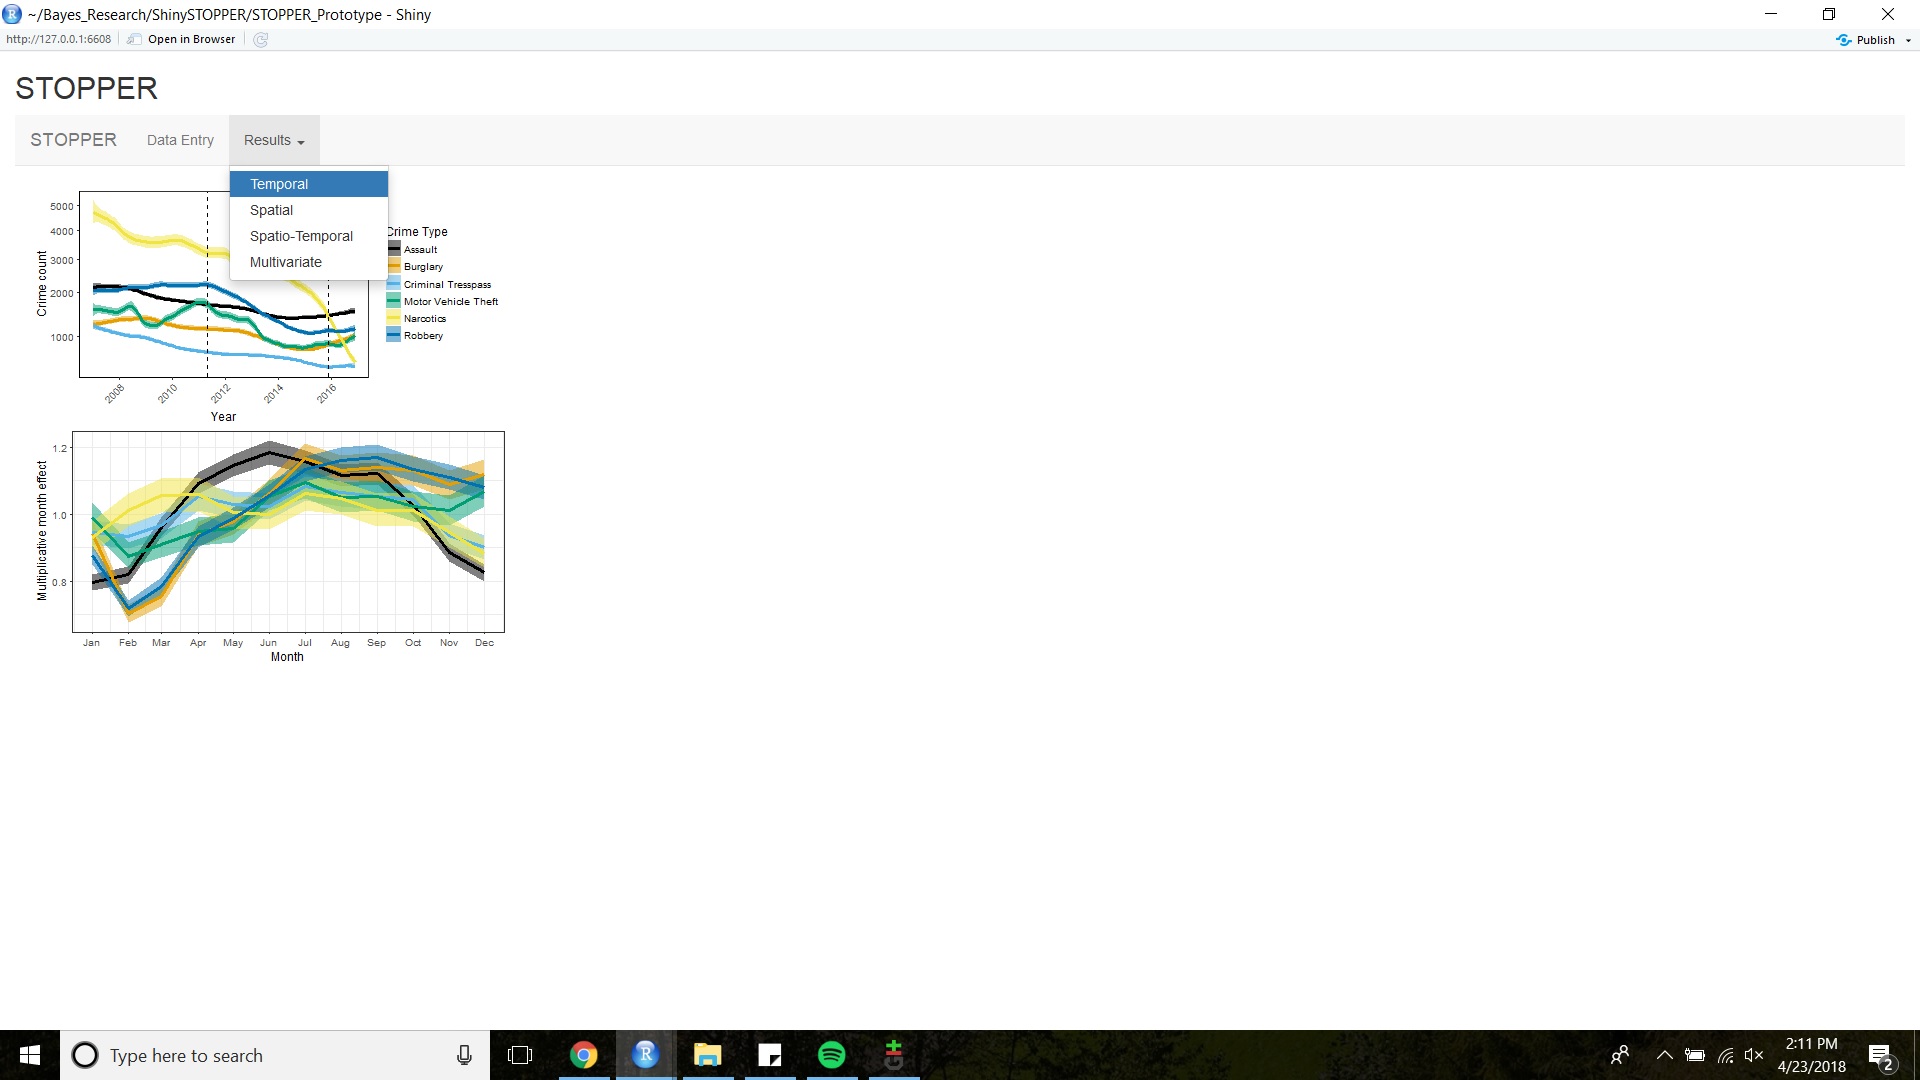 ~/Bayes_Research/ShinySTOPPER/STOPPER_Prototype - Shiny
http://127.0.0.1:6608 Open in Browser Publish
STOPPER
STOPPER Data Entry Results
Temporal
Spatial
Spatio-Temporal
Multivariate
Crime count
5000
4000
3000
2000
1000
2008 2010 2012 2014 2016
Year
Crime Type
Assault
Burglary
Criminal Tresspass
Motor Vehicle Theft
Narcotics
Robbery
Multiplicative month effect
1.2
1.0
0.8
Jan Feb Mar Apr May Jun Jul Aug Sep Oct Nov Dec
Month
Type here to search
2:11 PM
4/23/2018
2